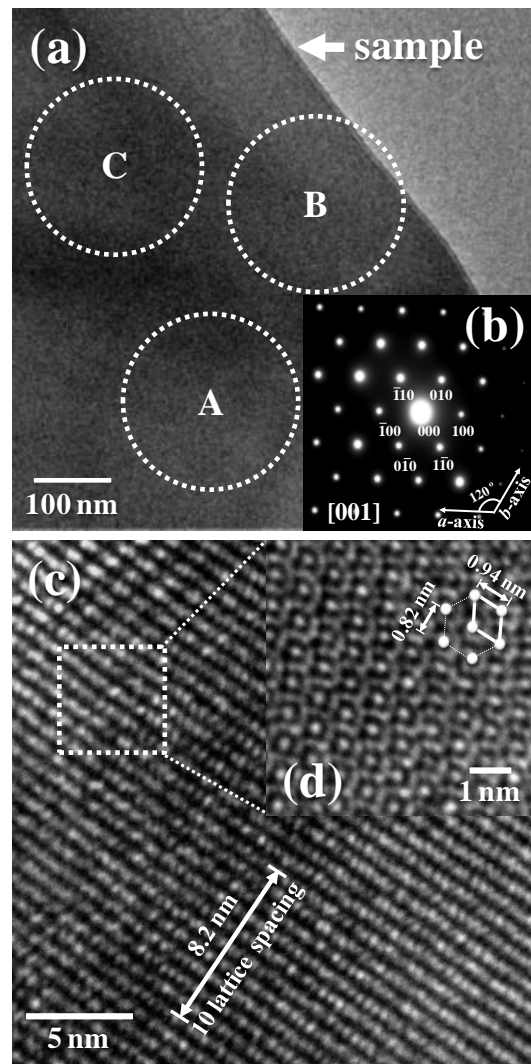 (a)
sample
C
B
A
100 nm
(b)
1̄10 010
1̄00 000 100
01̄0 11̄0
[001]
120°
a-axis
b-axis
(c)
0.94 nm
0.82 nm
(d)
1 nm
8.2 nm
10 lattice spacing
5 nm